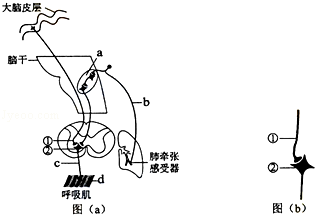 大脑皮层
脑干
a
b
①
②
c
d
肺牵张
感受器
呼吸肌
图（a）
①
②
图（b）